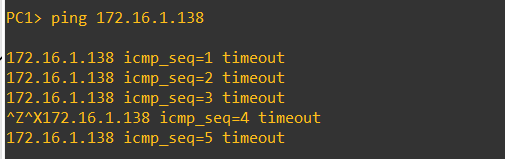 PC1> ping 172.16.1.138
172.16.1.138 icmp_seq=1 timeout
172.16.1.138 icmp_seq=2 timeout
172.16.1.138 icmp_seq=3 timeout
^Z^X172.16.1.138 icmp_seq=4 timeout
172.16.1.138 icmp_seq=5 timeout